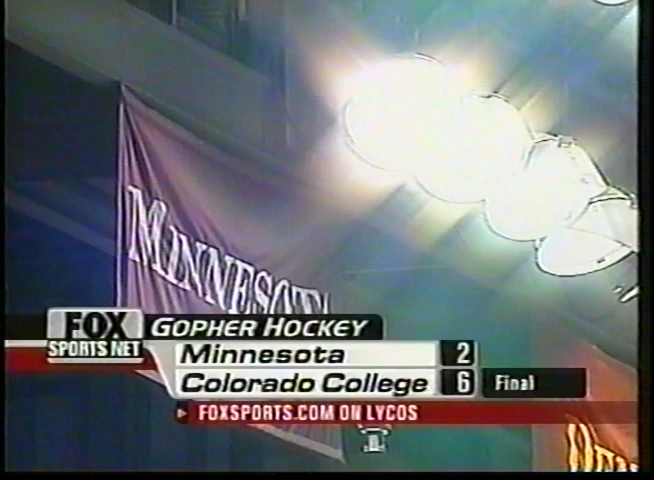 MINNESOTA
FOX
SPORTS NET
GOPHER HOCKEY
Minnesota 2
Colorado College 6 Final
FOXSPORTS.COM ON LYCOS